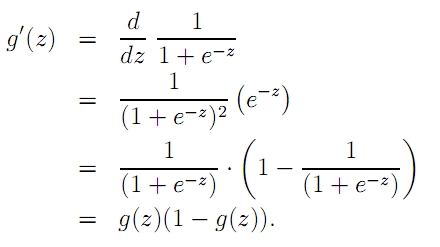 g′(z) = d/dz 1/(1 + e^{−z})
= 1/(1 + e^{−z})² (e^{−z})
= 1/(1 + e^{−z}) · (1 − 1/(1 + e^{−z}))
= g(z)(1 − g(z)).